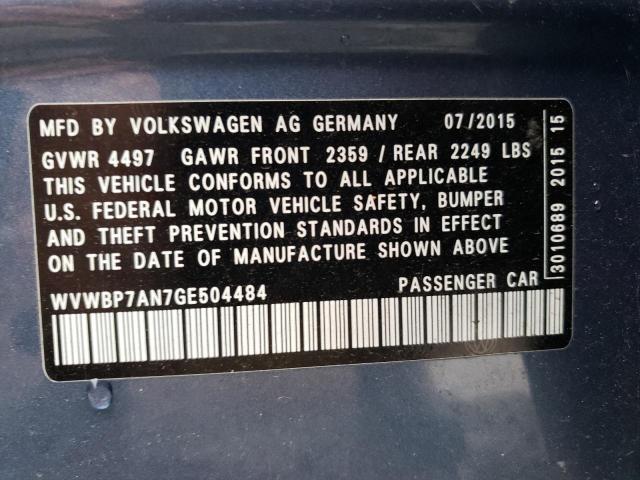 MFD BY VOLKSWAGEN AG GERMANY 07/2015
GVWR 4497 GAWR FRONT 2359 / REAR 2249 LBS
THIS VEHICLE CONFORMS TO ALL APPLICABLE
U.S. FEDERAL MOTOR VEHICLE SAFETY, BUMPER
AND THEFT PREVENTION STANDARDS IN EFFECT
ON THE DATE OF MANUFACTURE SHOWN ABOVE
WVWBP7AN7GE504484 PASSENGER CAR
3010689 2015 15